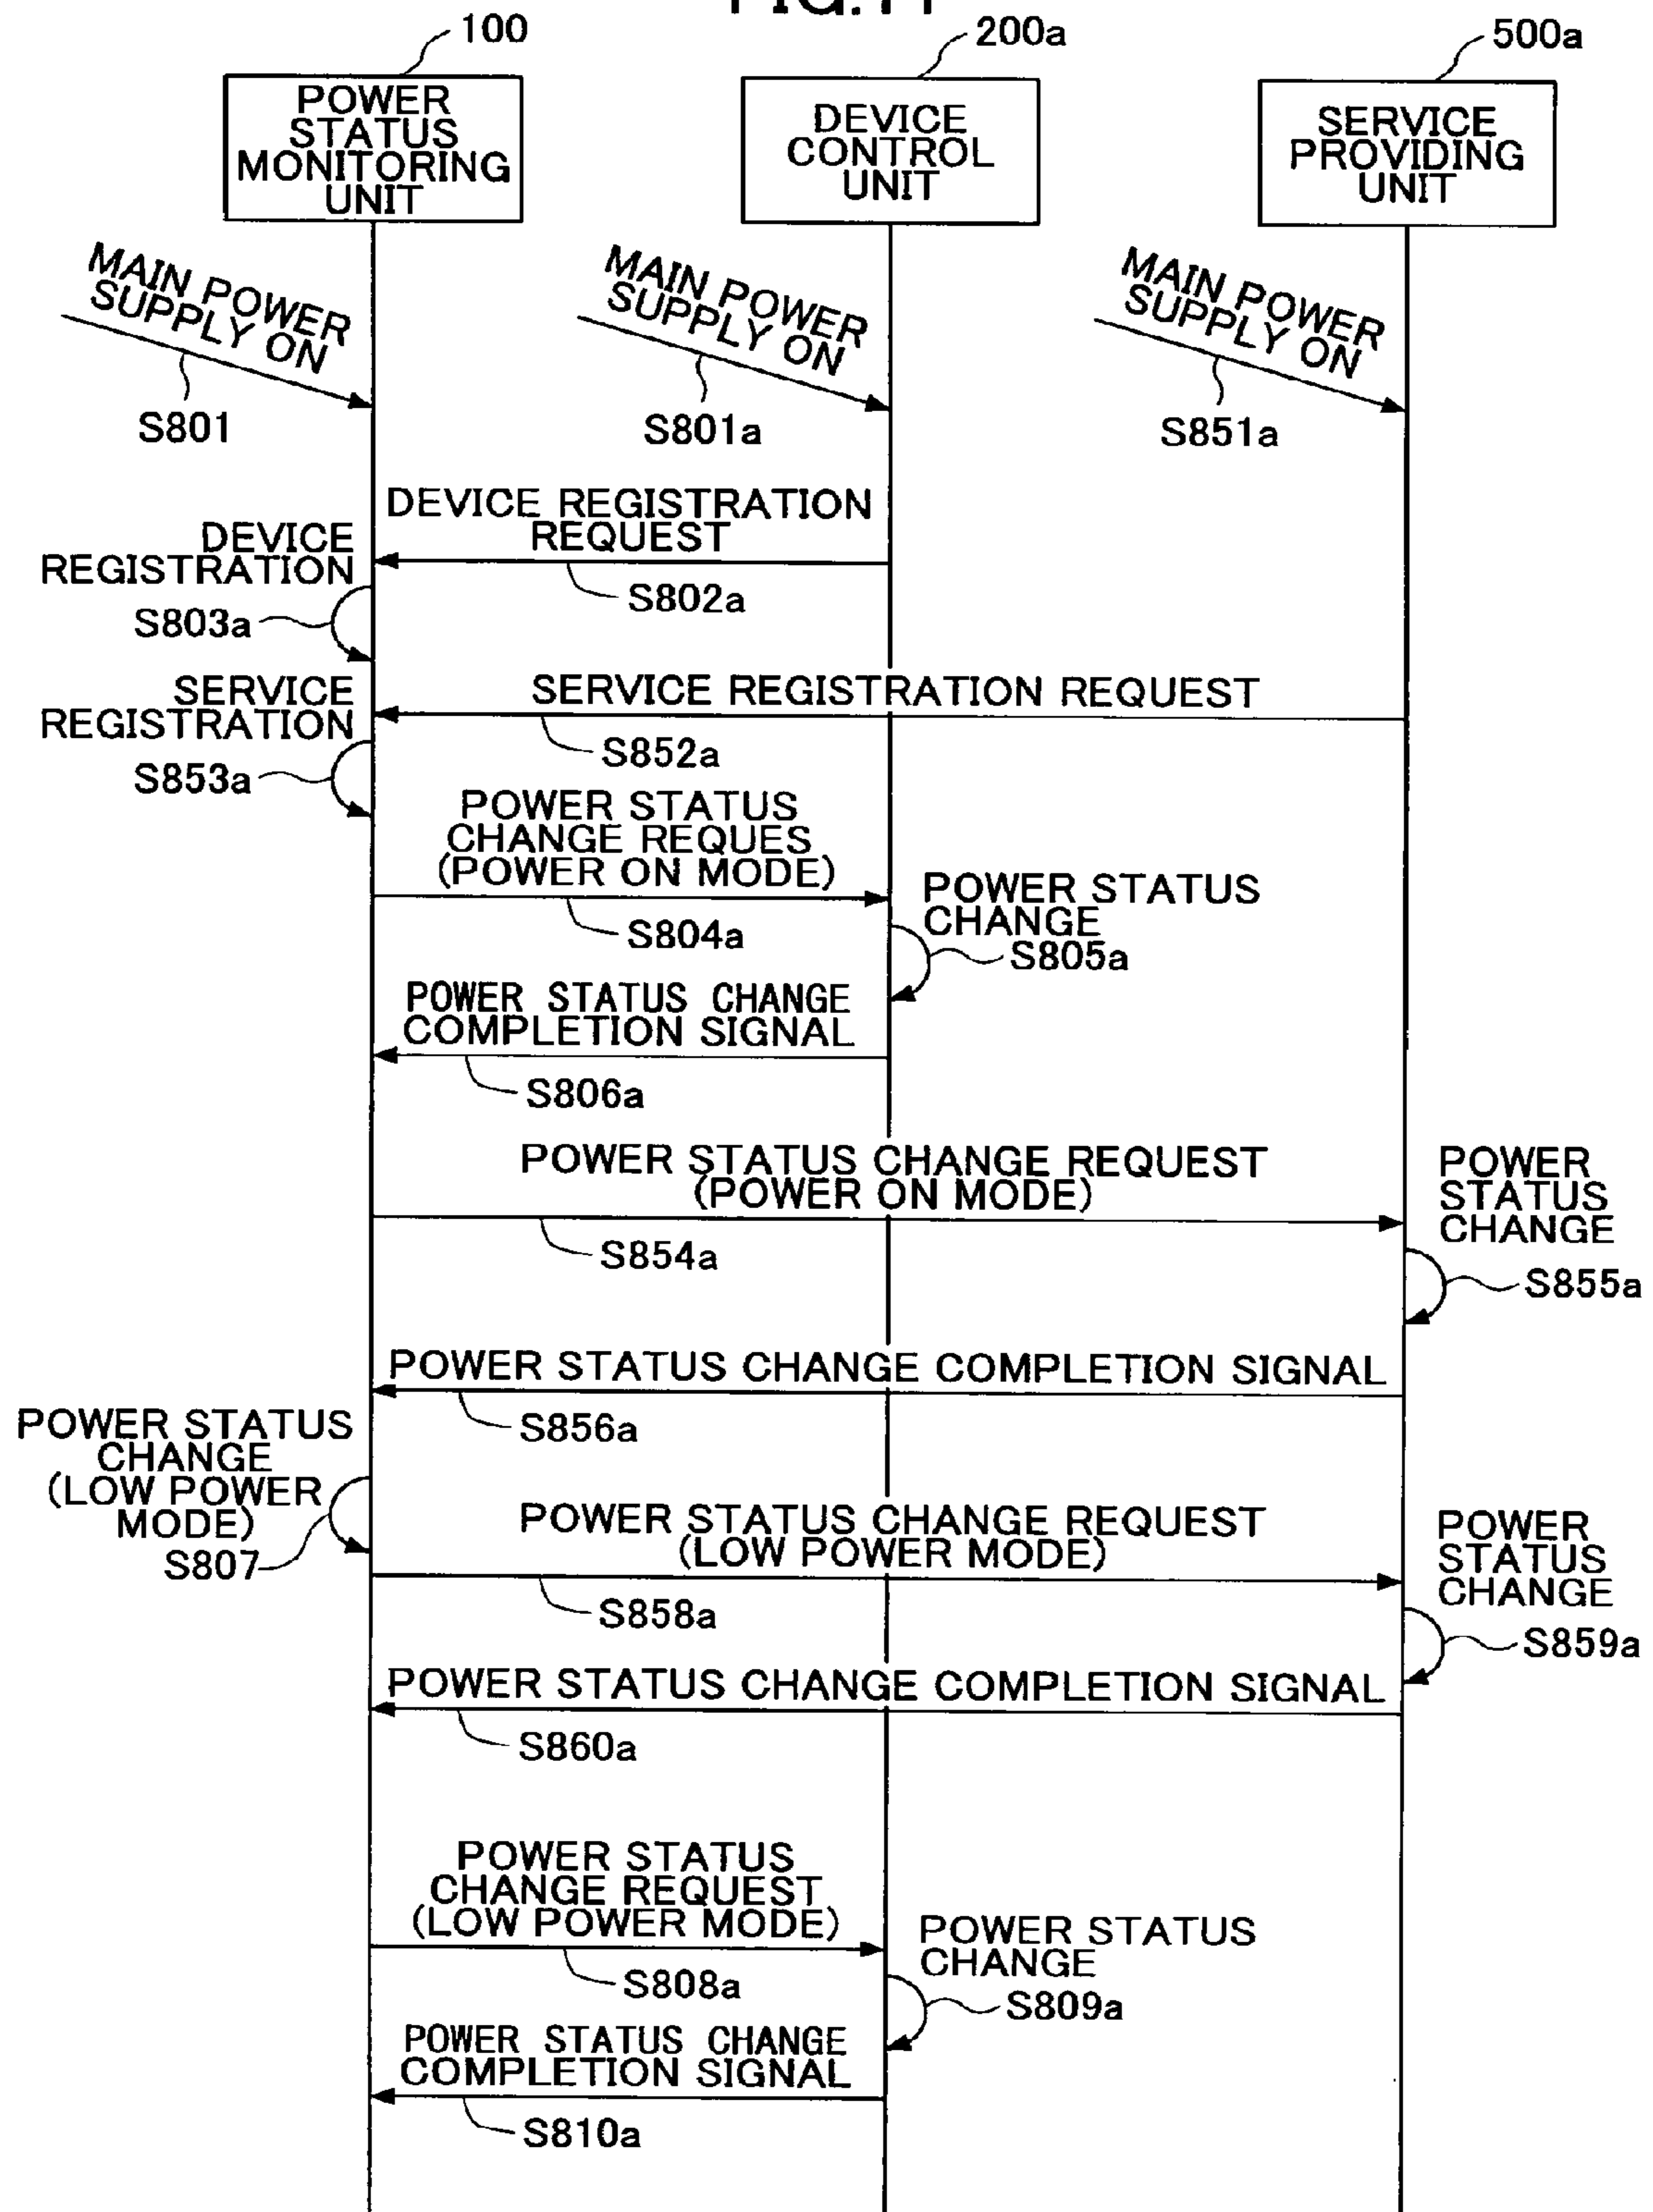 100
200a
500a
POWER
STATUS
MONITORING
UNIT
DEVICE
CONTROL
UNIT
SERVICE
PROVIDING
UNIT
MAIN POWER
SUPPLY ON
S801
MAIN POWER
SUPPLY ON
S801a
MAIN POWER
SUPPLY ON
S851a
DEVICE REGISTRATION
REQUEST
S802a
DEVICE
REGISTRATION
S803a
SERVICE REGISTRATION REQUEST
S852a
SERVICE
REGISTRATION
S853a
POWER STATUS
CHANGE REQUES
(POWER ON MODE)
S804a
POWER STATUS
CHANGE
S805a
POWER STATUS CHANGE
COMPLETION SIGNAL
S806a
POWER STATUS CHANGE REQUEST
(POWER ON MODE)
S854a
POWER
STATUS
CHANGE
S855a
POWER STATUS CHANGE COMPLETION SIGNAL
S856a
POWER STATUS
CHANGE
(LOW POWER
MODE)
S807
POWER STATUS CHANGE REQUEST
(LOW POWER MODE)
S858a
POWER
STATUS
CHANGE
S859a
POWER STATUS CHANGE COMPLETION SIGNAL
S860a
POWER STATUS
CHANGE REQUEST
(LOW POWER MODE)
S808a
POWER STATUS
CHANGE
S809a
POWER STATUS CHANGE
COMPLETION SIGNAL
S810a